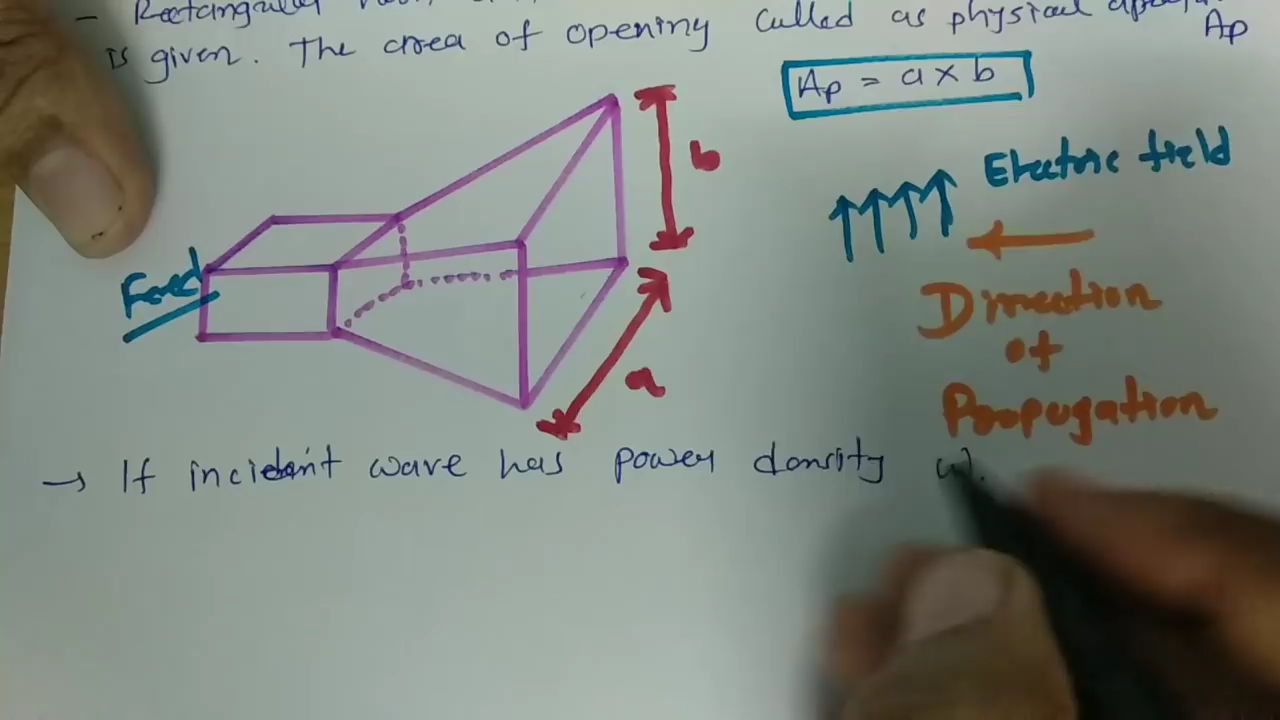 - Rectangular
is given. The area of opening called as physical Ap
Ap = a × b
b
Electric field
Feed
Direction
of
a
Propagation
→ If incident wave has power density